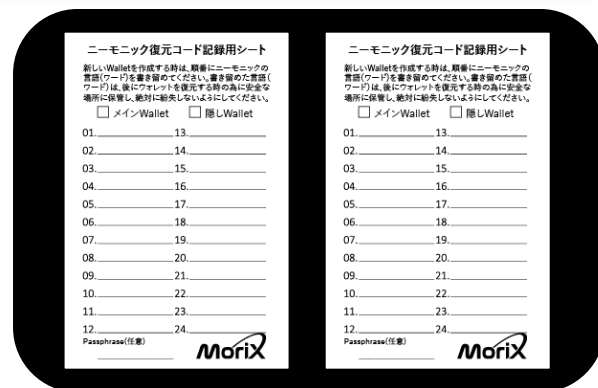 ニーモニック復元コード記録用シート
新しいWalletを作成する時は、順番にニーモニックの
言語(ワード)を書き留めてください。書き留めた言語(
ワード)は、後にウォレットを復元する時の為に安全な
場所に保管し、絶対に紛失しないようにしてください。
メインWallet 隠しWallet
01. 13.
02. 14.
03. 15.
04. 16.
05. 17.
06. 18.
07. 19.
08. 20.
09. 21.
10. 22.
11. 23.
12. 24.
Passphrase(任意)
MoriX
ニーモニック復元コード記録用シート
新しいWalletを作成する時は、順番にニーモニックの
言語(ワード)を書き留めてください。書き留めた言語(
ワード)は、後にウォレットを復元する時の為に安全な
場所に保管し、絶対に紛失しないようにしてください。
メインWallet 隠しWallet
01. 13.
02. 14.
03. 15.
04. 16.
05. 17.
06. 18.
07. 19.
08. 20.
09. 21.
10. 22.
11. 23.
12. 24.
Passphrase(任意)
MoriX